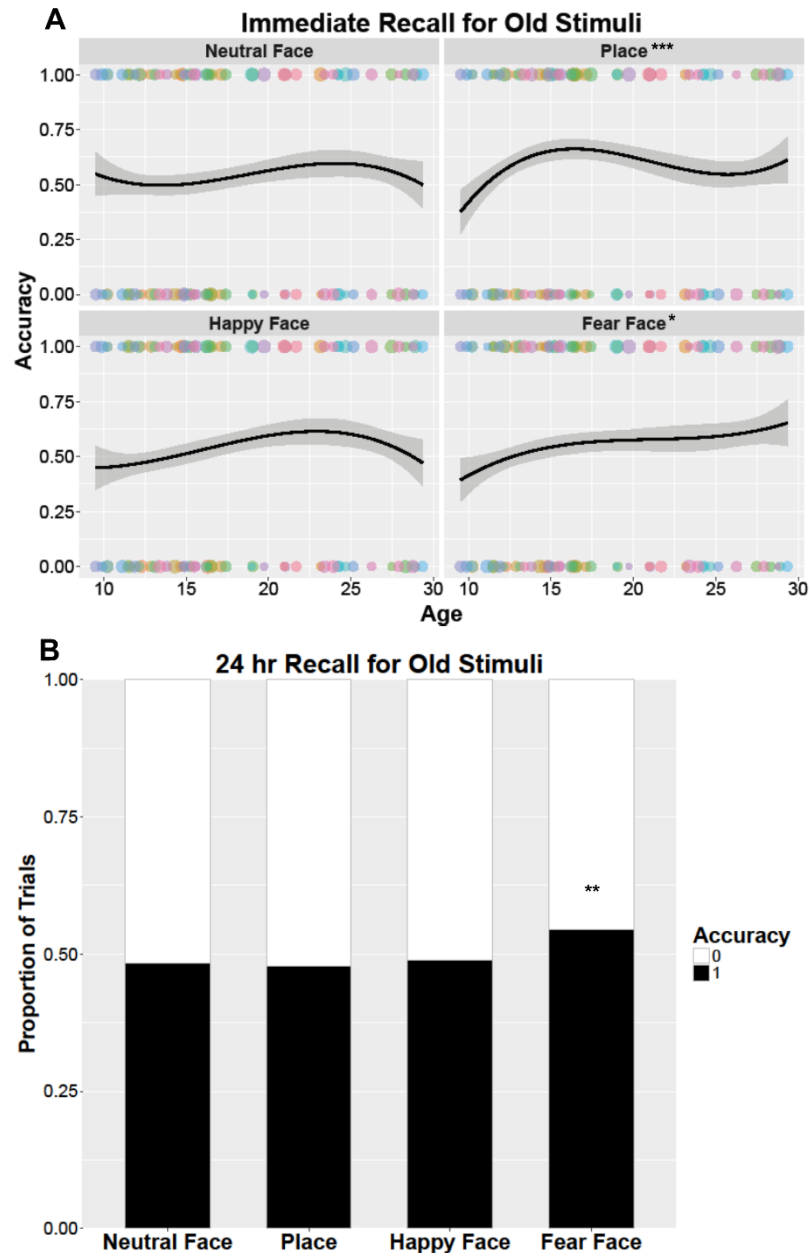 A
Immediate Recall for Old Stimuli
Neutral Face
Place ***
1.00
0.75
0.50
0.25
0.00
Happy Face
Fear Face *
1.00
0.75
0.50
0.25
0.00
Accuracy
10 15 20 25 30 10 15 20 25 30
Age
B
24 hr Recall for Old Stimuli
1.00
0.75
0.50
0.25
0.00
Proportion of Trials
**
Accuracy
0
1
Neutral Face Place Happy Face Fear Face